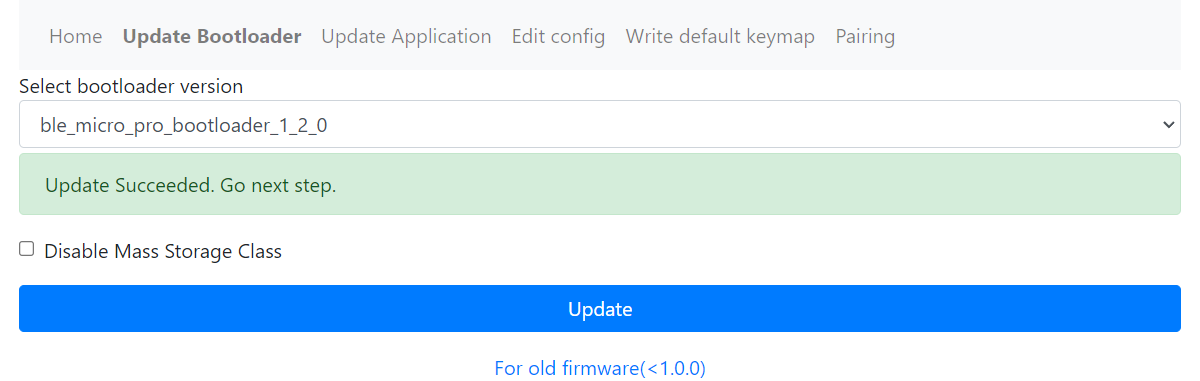 Home Update Bootloader Update Application Edit config Write default keymap Pairing
Select bootloader version
ble_micro_pro_bootloader_1_2_0
Update Succeeded. Go next step.
Disable Mass Storage Class
Update
For old firmware(<1.0.0)